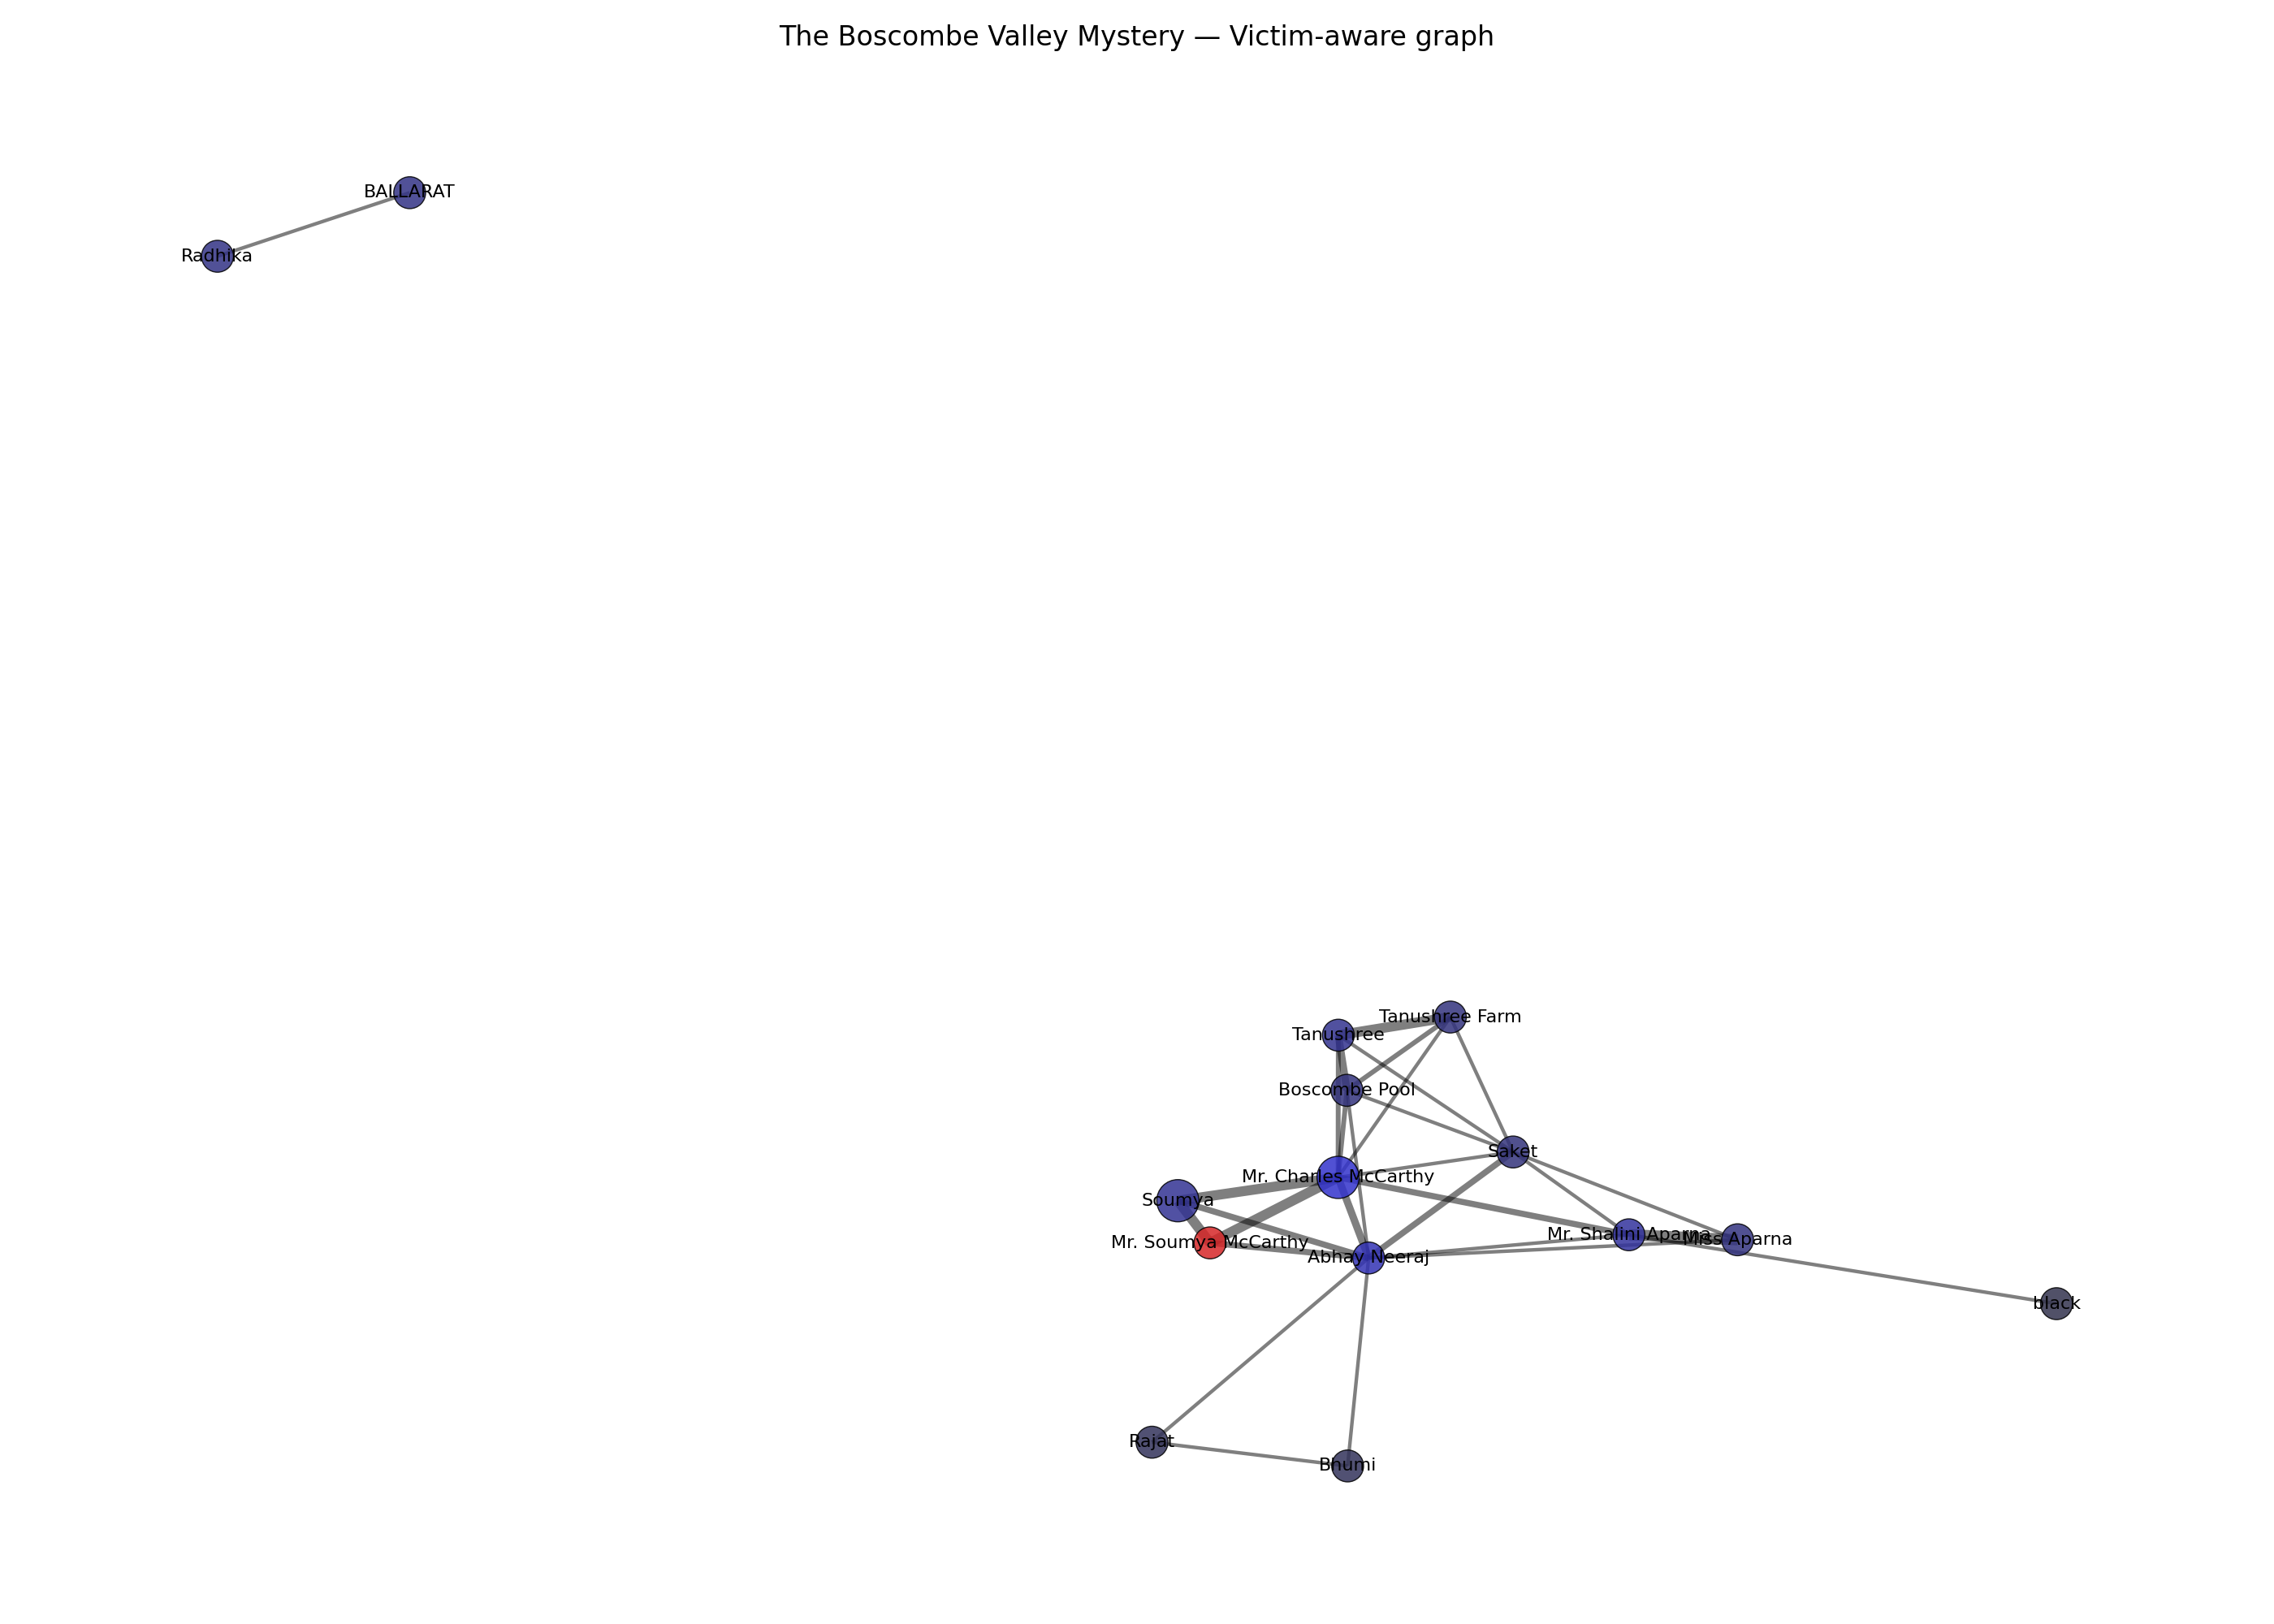 The Boscombe Valley Mystery — Victim-aware graph
BALLARAT
Radhika
Tanushree Farm
Tanushree
Boscombe Pool
Saket
Mr. Charles McCarthy
Soumya
Mr. Shalini Aparna
Miss Aparna
Mr. Soumya McCarthy
Abhay Neeraj
black
Rajat
Bhumi